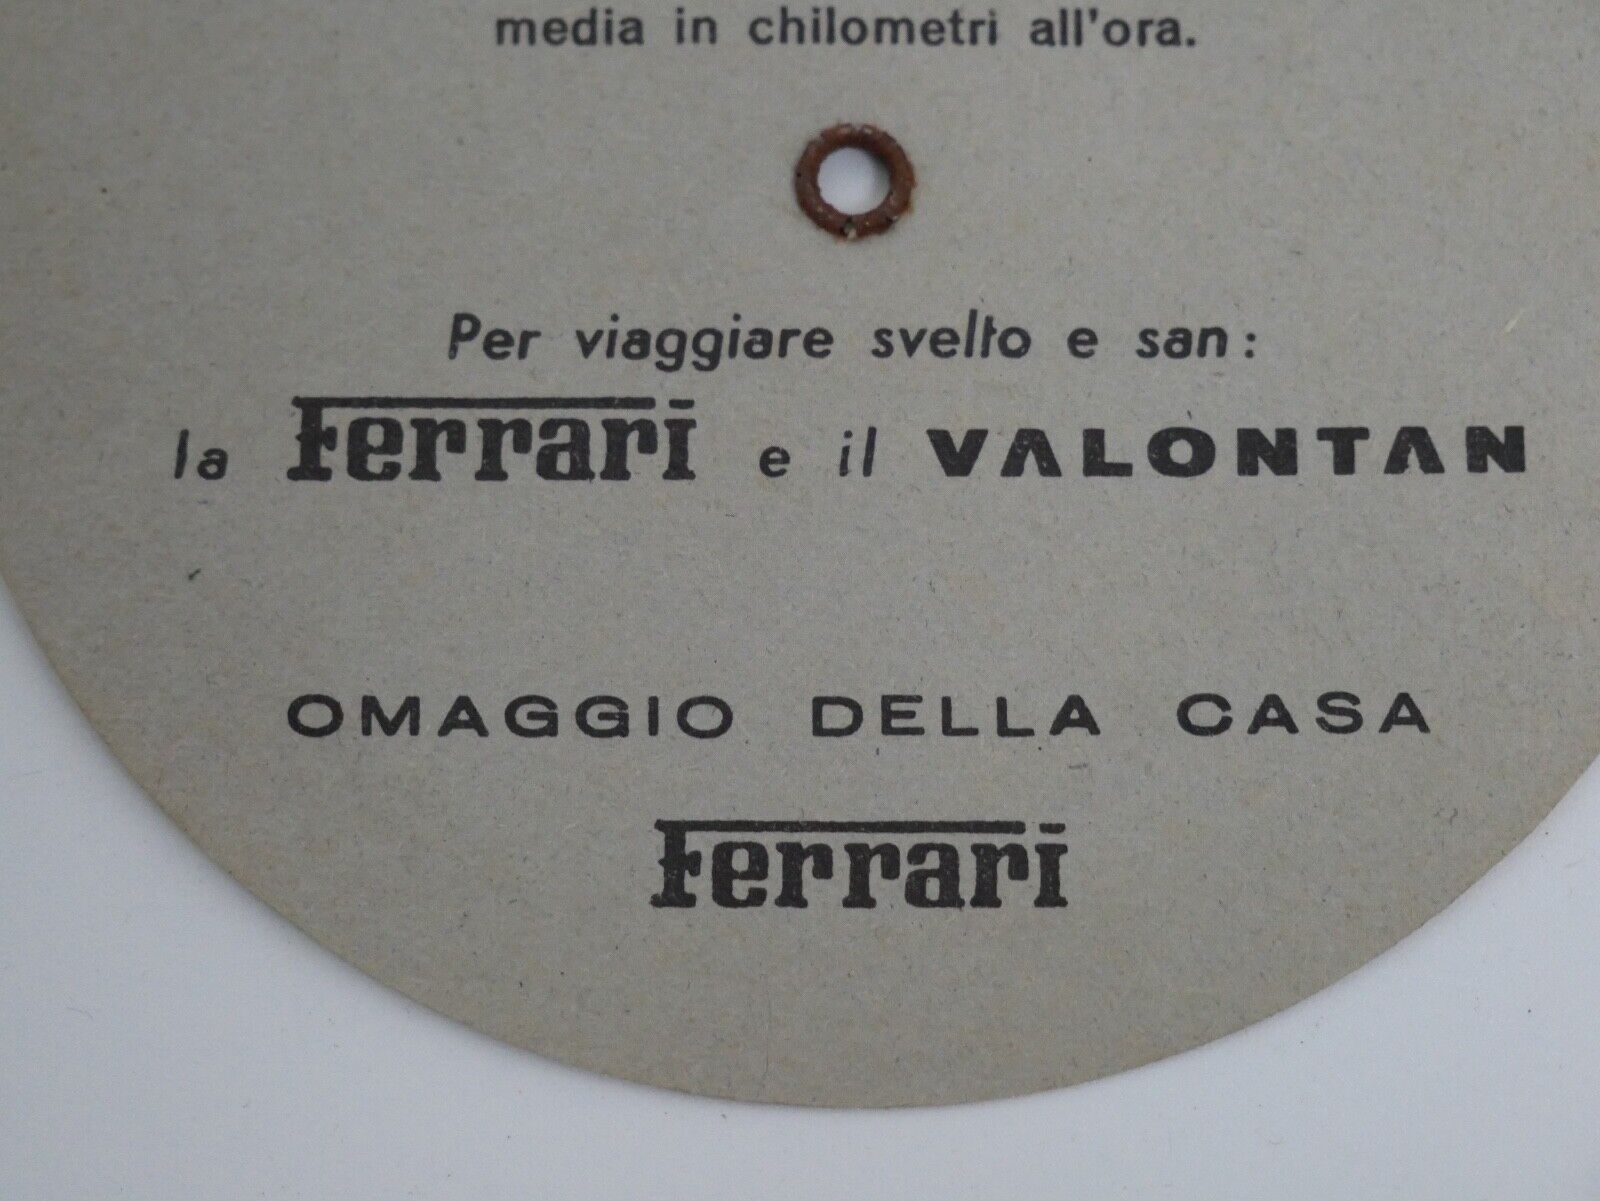 media in chilometri all'ora.
Per viaggiare svelto e san:
la Ferrari e il VALONTAN
OMAGGIO DELLA CASA
Ferrari